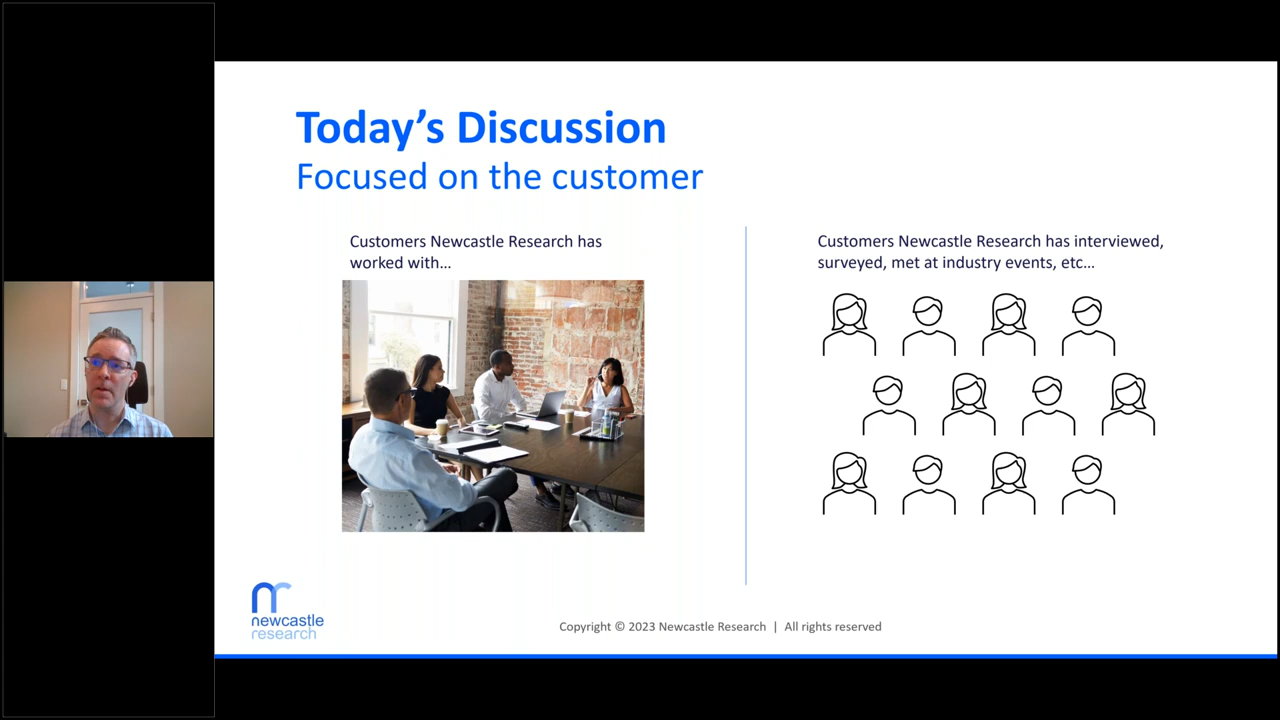 Today's Discussion
Focused on the customer
Customers Newcastle Research has
worked with...
Customers Newcastle Research has interviewed,
surveyed, met at industry events, etc...
nr
newcastle
research
Copyright © 2023 Newcastle Research | All rights reserved